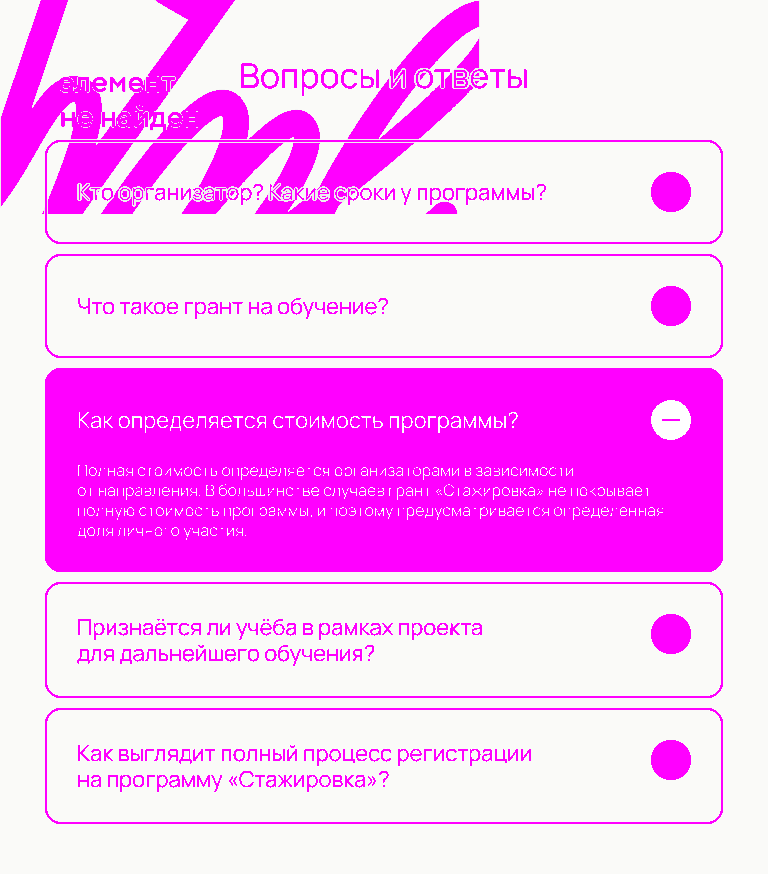 Вопросы и ответы
элемент
не найден
html.
Кто организатор? Какие сроки у программы?
Что такое грант на обучение?
Как определяется стоимость программы?
Полная стоимость определяется организаторами в зависимости
от направления. В большинстве случаев грант «Стажировка» не покрывает
полную стоимость программы, и поэтому предусматривается определенная
доля личного участия.
Признаётся ли учёба в рамках проекта
для дальнейшего обучения?
Как выглядит полный процесс регистрации
на программу «Стажировка»?